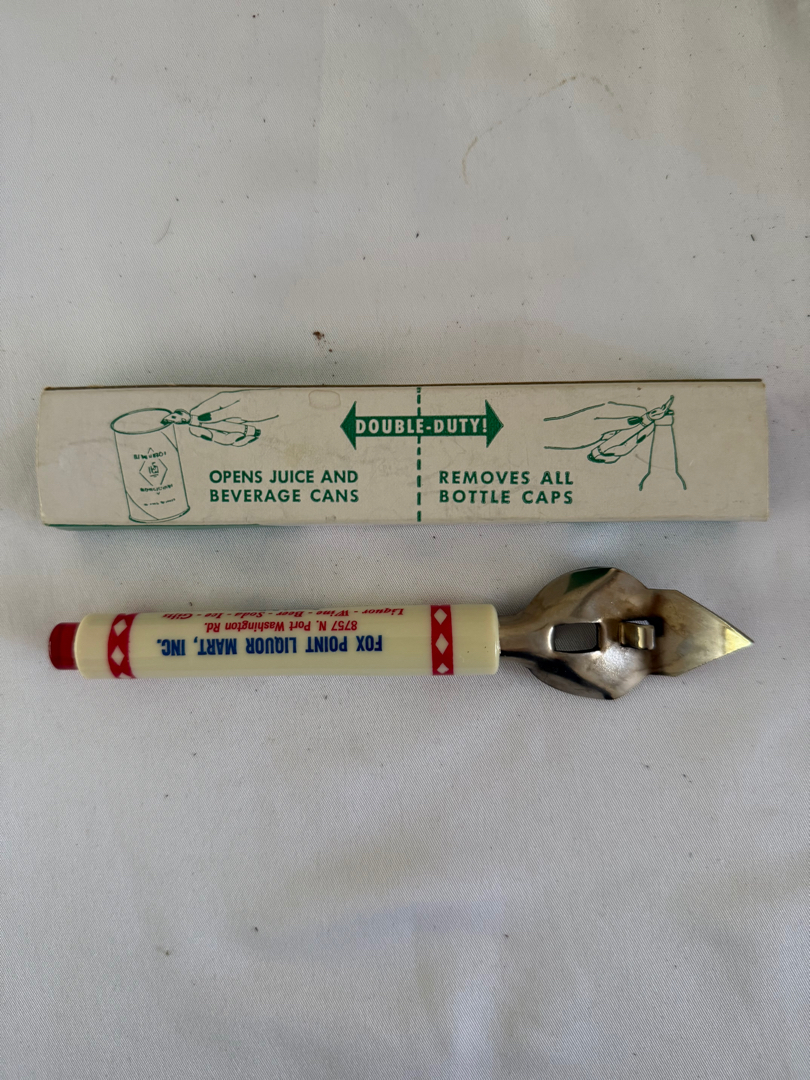 DOUBLE-DUTY!
OPENS JUICE AND
BEVERAGE CANS
REMOVES ALL
BOTTLE CAPS
FOX POINT LIQUOR MART, INC.
8757 N. Port Washington Rd.
Liquor - Wine - Beer - Soda - Ice - Gifts